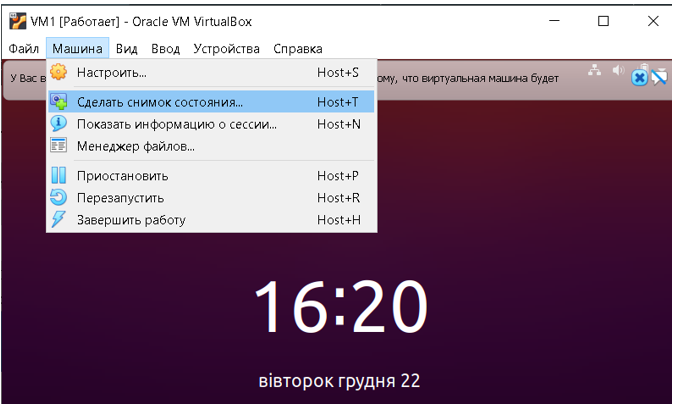 VM1 [Работает] - Oracle VM VirtualBox
Файл Машина Вид Ввод Устройства Справка
У Вас в ому, что виртуальная машина будет
Настроить... Host+S
Сделать снимок состояния... Host+T
Показать информацию о сессии... Host+N
Менеджер файлов...
Приостановить Host+P
Перезапустить Host+R
Завершить работу Host+H
16:20
вівторок грудня 22